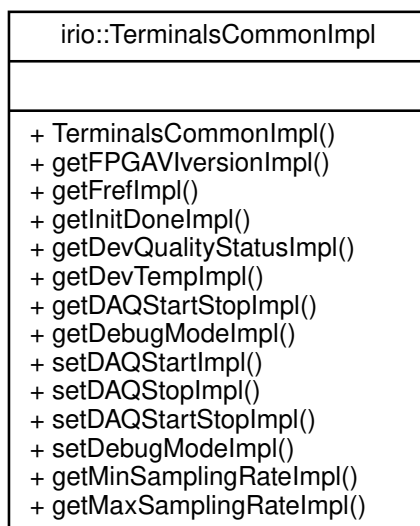 irio::TerminalsCommonImpl
+ TerminalsCommonImpl()
+ getFPGAVIversionImpl()
+ getFrefImpl()
+ getInitDoneImpl()
+ getDevQualityStatusImpl()
+ getDevTempImpl()
+ getDAQStartStopImpl()
+ getDebugModeImpl()
+ setDAQStartImpl()
+ setDAQStopImpl()
+ setDAQStartStopImpl()
+ setDebugModeImpl()
+ getMinSamplingRateImpl()
+ getMaxSamplingRateImpl()